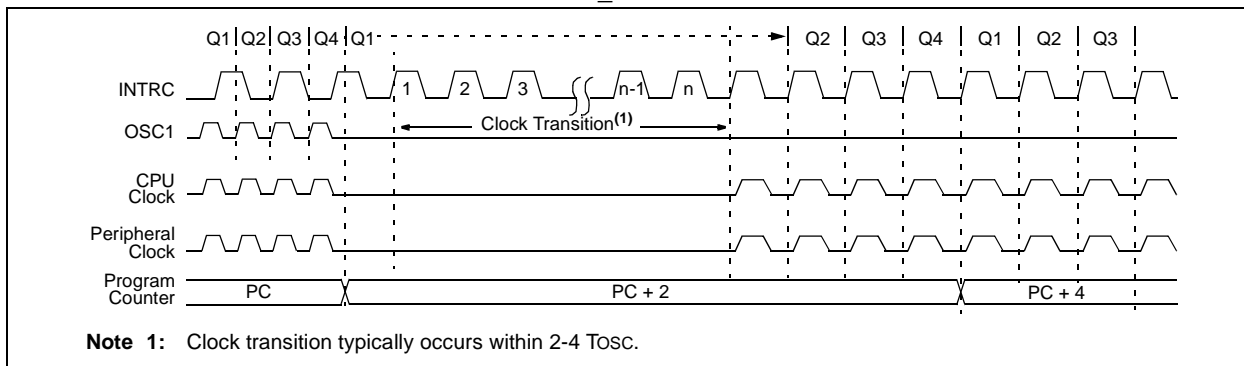 Q1 Q2 Q3 Q4 Q1 Q2 Q3 Q4 Q1 Q2 Q3
INTRC
1 2 3 n-1 n
Clock Transition(1)
OSC1
CPU
Clock
Peripheral
Clock
Program
Counter
PC PC + 2 PC + 4
Note 1: Clock transition typically occurs within 2-4 TOSC.